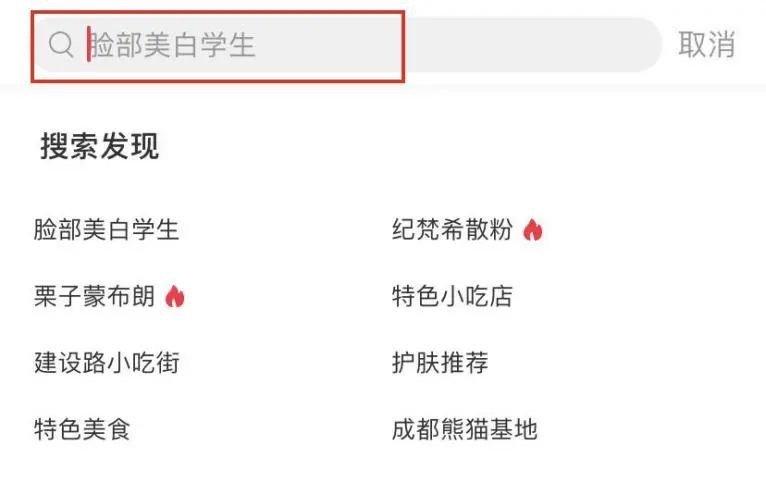 脸部美白学生 取消
搜索发现
脸部美白学生 纪梵希散粉
栗子蒙布朗 特色小吃店
建设路小吃街 护肤推荐
特色美食 成都熊猫基地